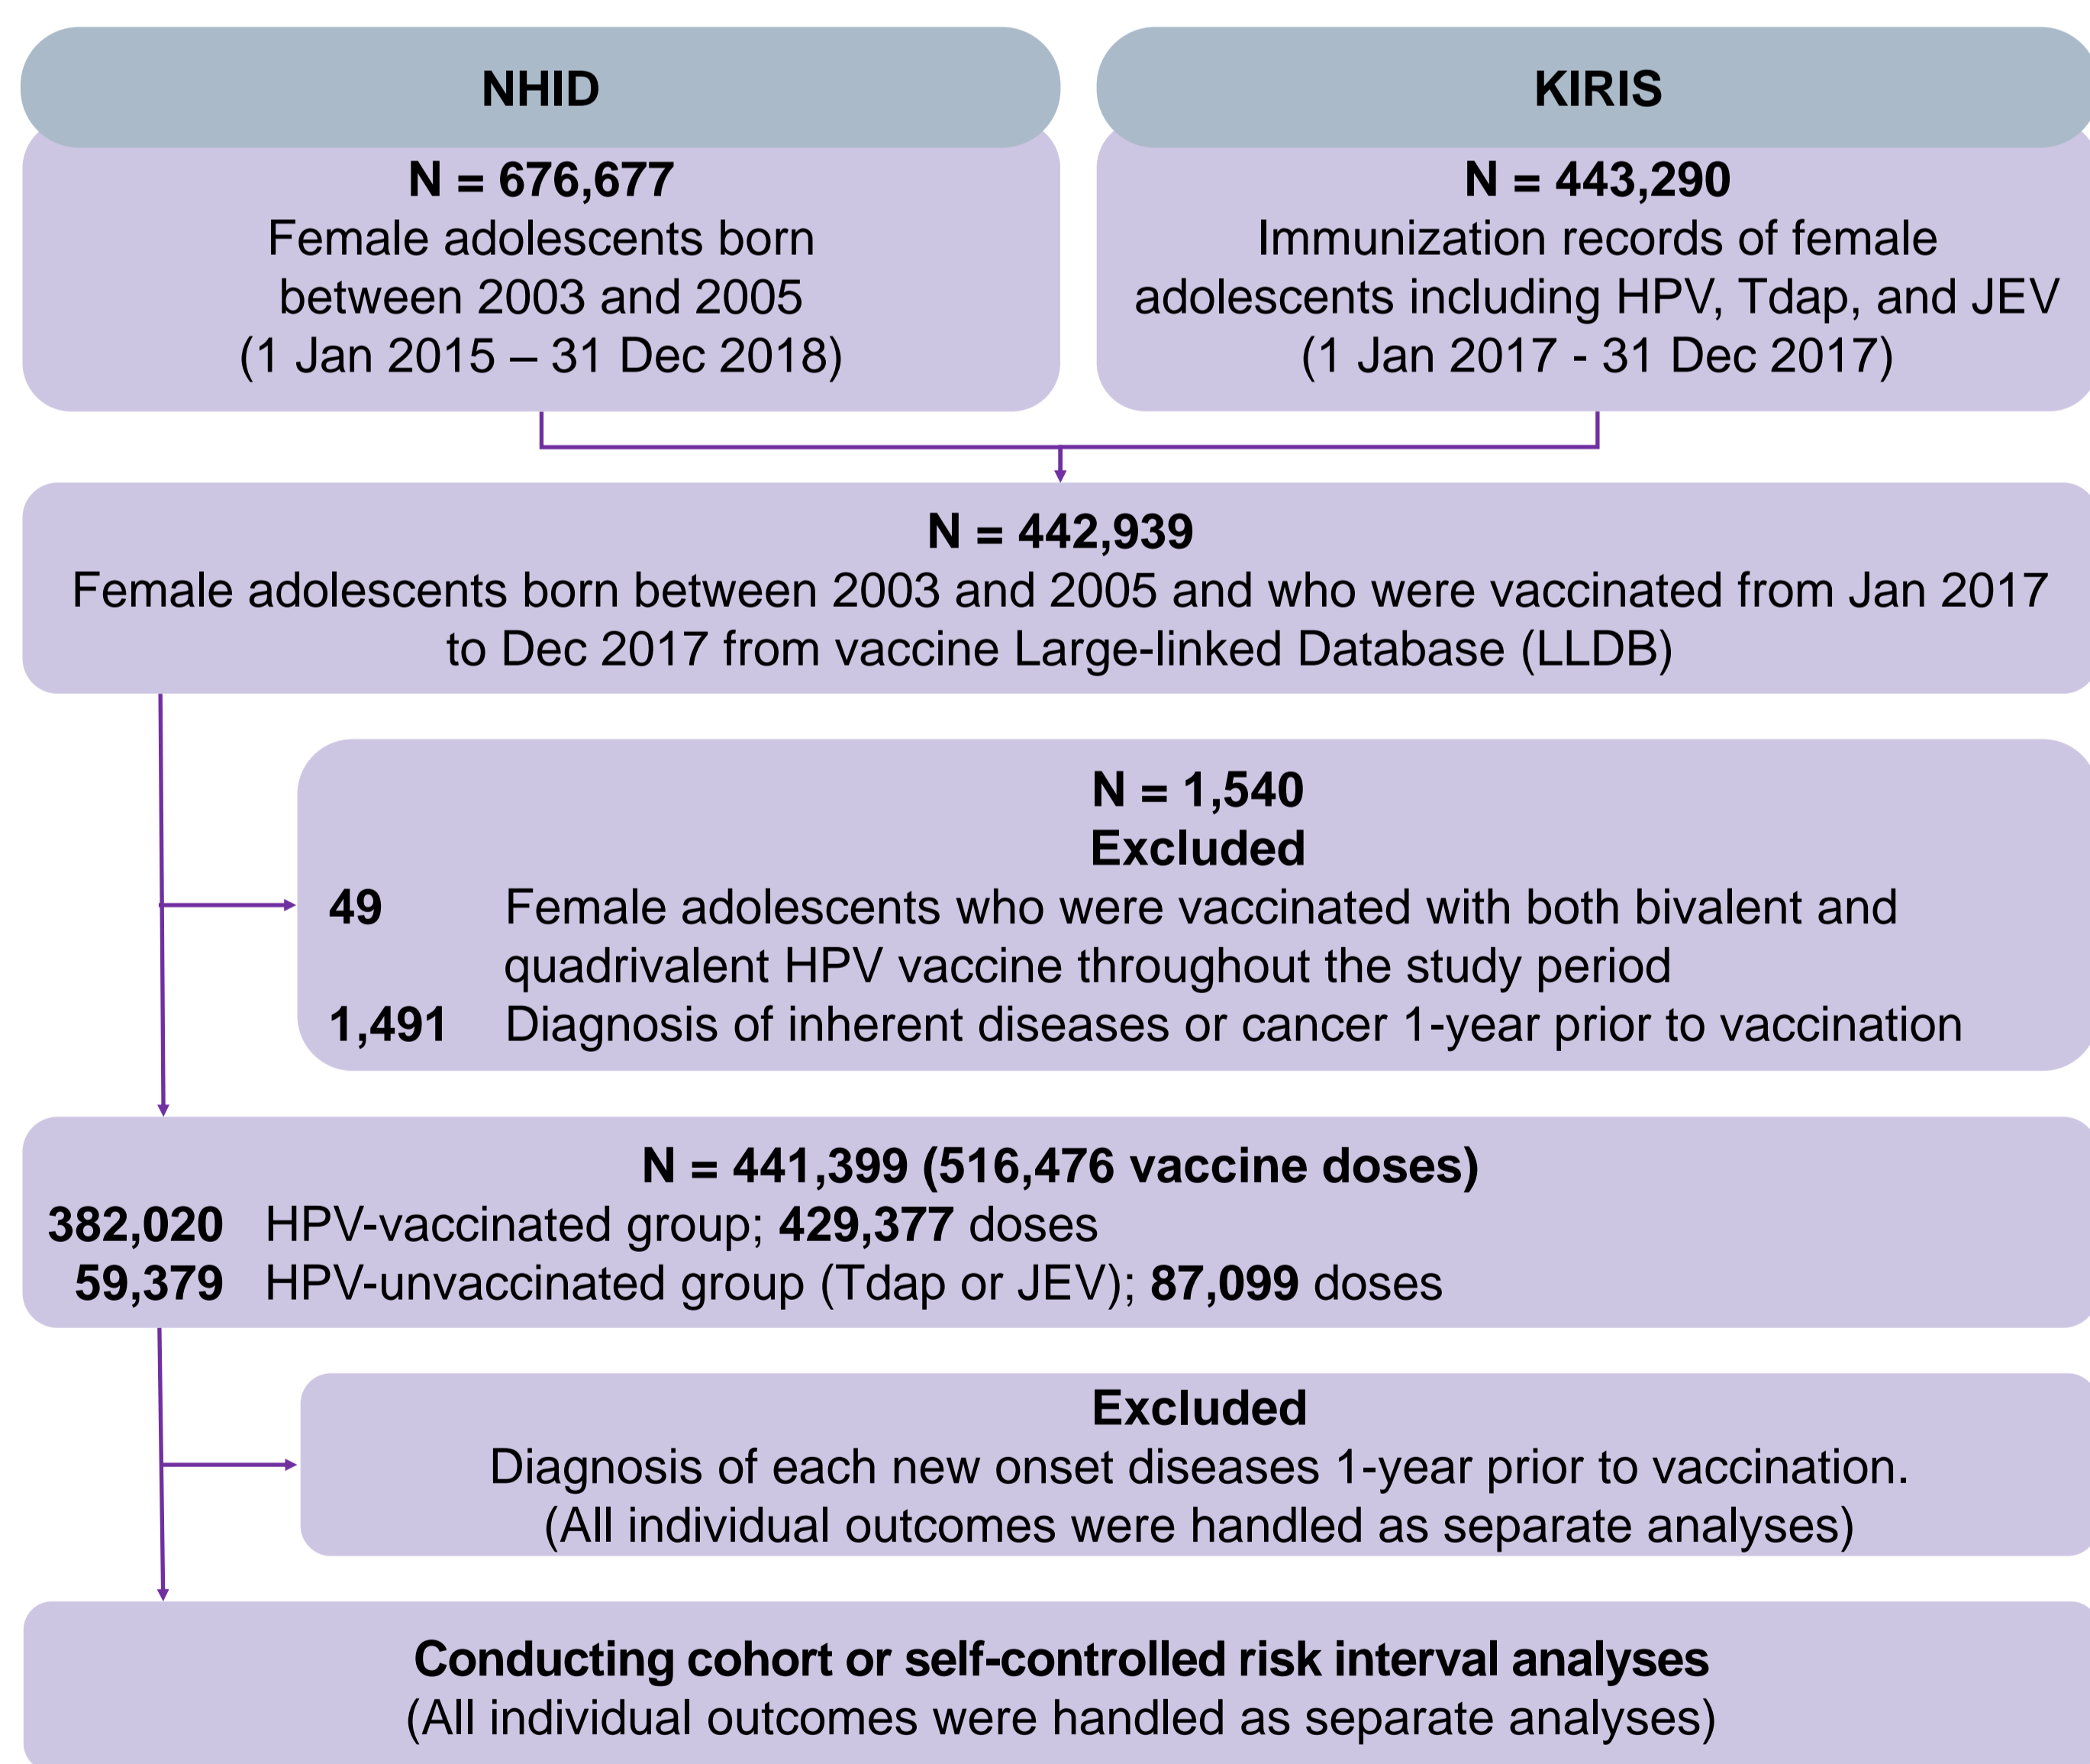 NHID
N = 676,677
Female adolescents born
between 2003 and 2005
(1 Jan 2015 – 31 Dec 2018)
KIRIS
N = 443,290
Immunization records of female
adolescents including HPV, Tdap, and JEV
(1 Jan 2017 - 31 Dec 2017)
N = 442,939
Female adolescents born between 2003 and 2005 and who were vaccinated from Jan 2017
to Dec 2017 from vaccine Large-linked Database (LLDB)
N = 1,540
Excluded
49 Female adolescents who were vaccinated with both bivalent and
quadrivalent HPV vaccine throughout the study period
1,491 Diagnosis of inherent diseases or cancer 1-year prior to vaccination
N = 441,399 (516,476 vaccine doses)
382,020 HPV-vaccinated group; 429,377 doses
59,379 HPV-unvaccinated group (Tdap or JEV); 87,099 doses
Excluded
Diagnosis of each new onset diseases 1-year prior to vaccination.
(All individual outcomes were handled as separate analyses)
Conducting cohort or self-controlled risk interval analyses
(All individual outcomes were handled as separate analyses)